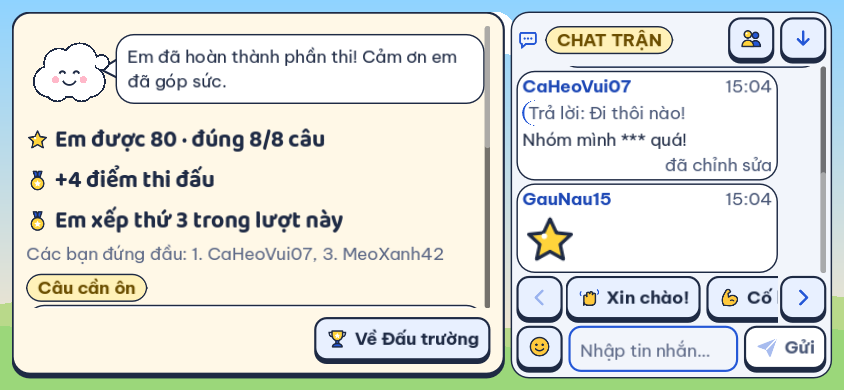 Em đã hoàn thành phần thi! Cảm ơn em
đã góp sức.
Em được 80 · đúng 8/8 câu
+4 điểm thi đấu
Em xếp thứ 3 trong lượt này
Các bạn đứng đầu: 1. CaHeoVui07, 3. MeoXanh42
Câu cần ôn
Về Đấu trường
CHAT TRẬN
CaHeoVui07 15:04
Trả lời: Đi thôi nào!
Nhóm mình *** quá!
đã chỉnh sửa
GauNau15 15:04
Xin chào!
Cố
Nhập tin nhắn...
Gửi